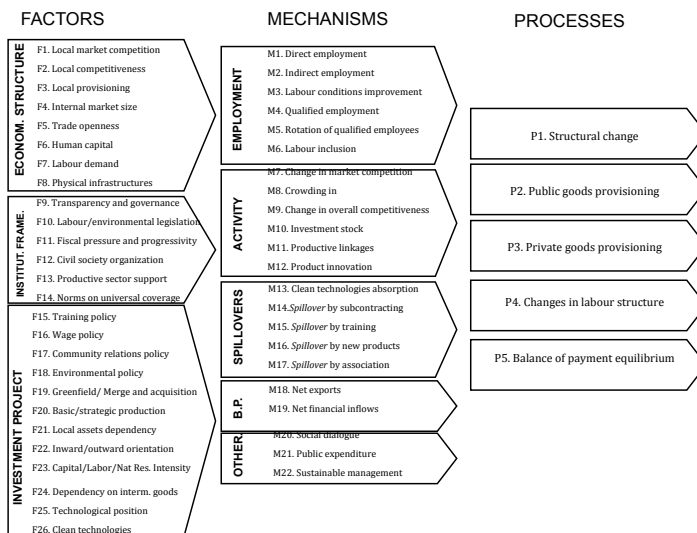 FACTORS
MECHANISMS
PROCESSES
ECONOM. STRUCTURE
F1. Local market competition
F2. Local competitiveness
F3. Local provisioning
F4. Internal market size
F5. Trade openness
F6. Human capital
F7. Labour demand
F8. Physical infrastructures
INSTITUT. FRAME.
F9. Transparency and governance
F10. Labour/environmental legislation
F11. Fiscal pressure and progressivity
F12. Civil society organization
F13. Productive sector support
F14. Norms on universal coverage
INVESTMENT PROJECT
F15. Training policy
F16. Wage policy
F17. Community relations policy
F18. Environmental policy
F19. Greenfield/ Merge and acquisition
F20. Basic/strategic production
F21. Local assets dependency
F22. Inward/outward orientation
F23. Capital/Labor/Nat Res. Intensity
F24. Dependency on interm. goods
F25. Technological position
F26. Clean technologies
EMPLOYMENT
M1. Direct employment
M2. Indirect employment
M3. Labour conditions improvement
M4. Qualified employment
M5. Rotation of qualified employees
M6. Labour inclusion
ACTIVITY
M7. Change in market competition
M8. Crowding in
M9. Change in overall competitiveness
M10. Investment stock
M11. Productive linkages
M12. Product innovation
SPILLOVERS
M13. Clean technologies absorption
M14.Spillover by subcontracting
M15. Spillover by training
M16. Spillover by new products
M17. Spillover by association
B.P.
M18. Net exports
M19. Net financial inflows
OTHER.
M20. Social dialogue
M21. Public expenditure
M22. Sustainable management
P1. Structural change
P2. Public goods provisioning
P3. Private goods provisioning
P4. Changes in labour structure
P5. Balance of payment equilibrium